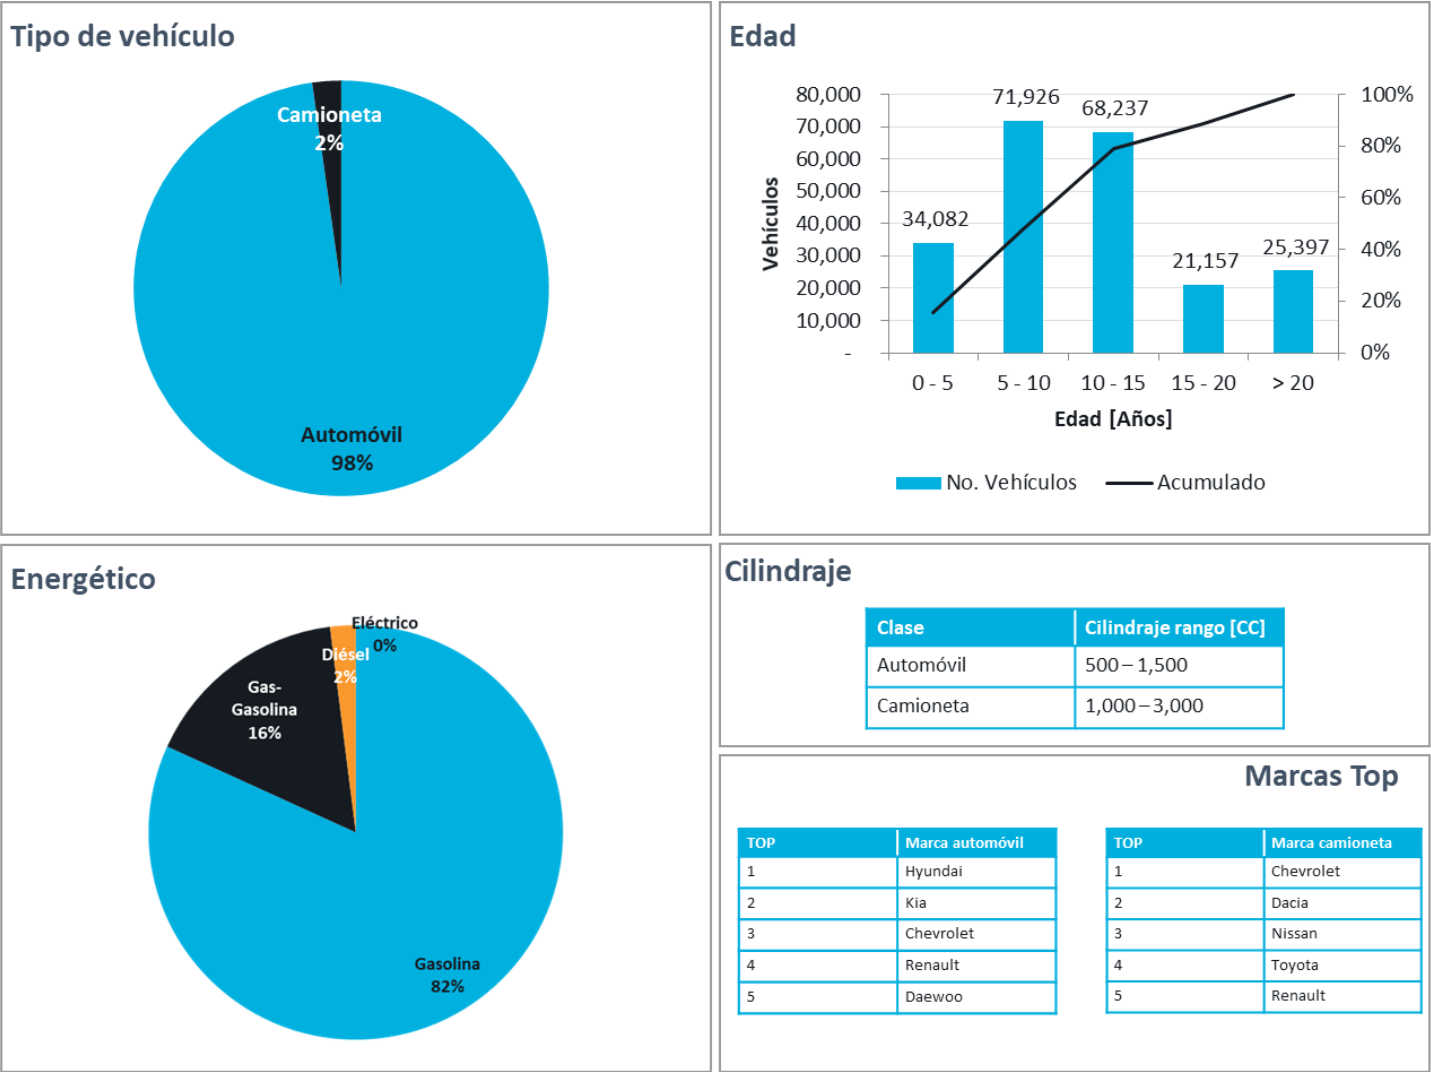 Tipo de vehículo
Camioneta
2%
Automóvil
98%
Edad
Vehículos
80,000
70,000
60,000
50,000
40,000
30,000
20,000
10,000
-
34,082
71,926
68,237
21,157
25,397
100%
80%
60%
40%
20%
0%
0 - 5
5 - 10
10 - 15
15 - 20
> 20
Edad [Años]
No. Vehículos
Acumulado
Energético
Eléctrico
0%
Diésel
2%
Gas-
Gasolina
16%
Gasolina
82%
Cilindraje
Clase Cilindraje rango [CC]
Automóvil 500 – 1,500
Camioneta 1,000 – 3,000
Marcas Top
TOP Marca automóvil
1 Hyundai
2 Kia
3 Chevrolet
4 Renault
5 Daewoo
TOP Marca camioneta
1 Chevrolet
2 Dacia
3 Nissan
4 Toyota
5 Renault